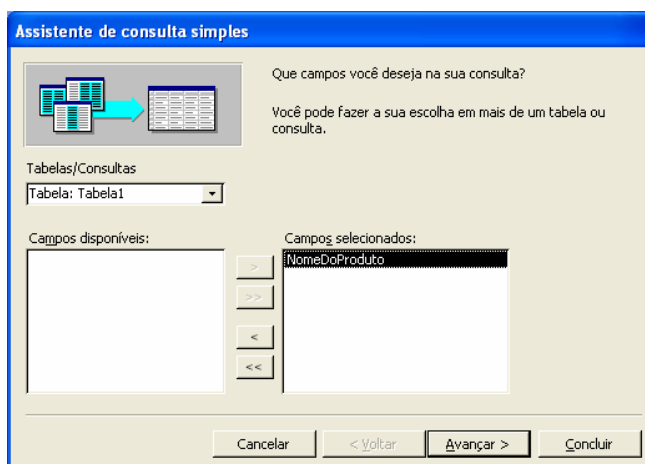 Assistente de consulta simples
Que campos você deseja na sua consulta?
Você pode fazer a sua escolha em mais de um tabela ou
consulta.
Tabelas/Consultas
Tabela: Tabela1
Campos disponíveis:
Campos selecionados:
NomeDoProduto
>
>>
<
<<
Cancelar
< Voltar
Avançar >
Concluir